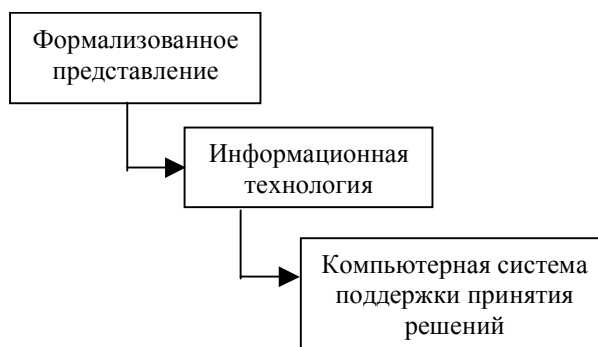 Формализованное
представление
Информационная
технология
Компьютерная система
поддержки принятия
решений